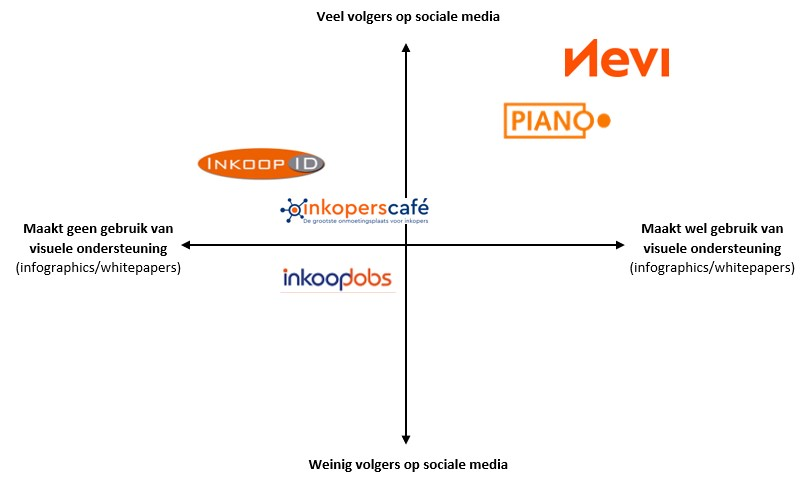 Veel volgers op sociale media
Nevi
PIANO
INKOOP ID
inkoperscafé
De grootste onmoetingsplaats voor inkopers
Maakt geen gebruik van
visuele ondersteuning
(infographics/whitepapers)
Maakt wel gebruik van
visuele ondersteuning
(infographics/whitepapers)
inkoopJobs
Weinig volgers op sociale media